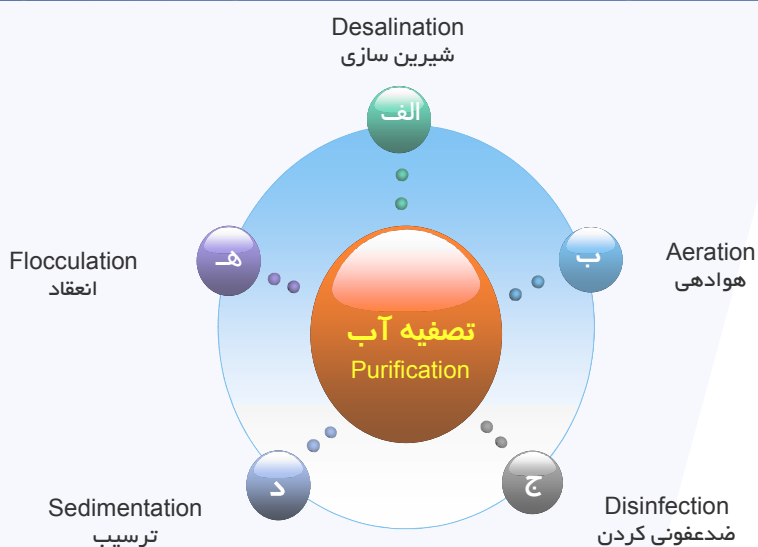 Desalination
شیرین سازی
الف
ب
Aeration
هوادهی
ج
Disinfection
ضدعفونی کردن
د
Sedimentation
ترسیب
هـ
Flocculation
انعقاد
تصفیه آب
Purification